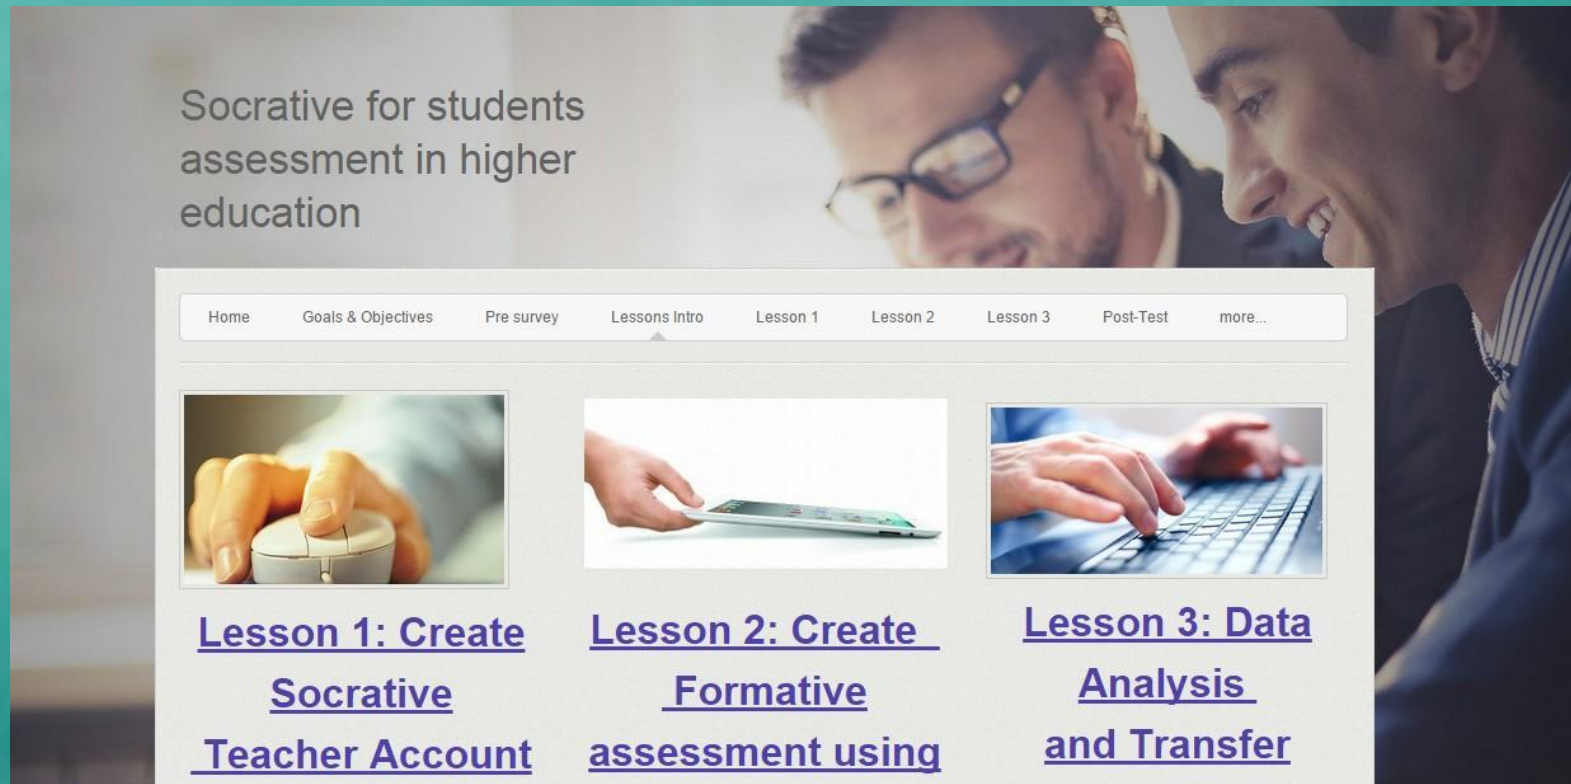 Socrative for students
assessment in higher
education
Home Goals & Objectives Pre survey Lessons Intro Lesson 1 Lesson 2 Lesson 3 Post-Test more...
Lesson 1: Create
Socrative
Teacher Account
Lesson 2: Create
Formative
assessment using
Lesson 3: Data
Analysis
and Transfer